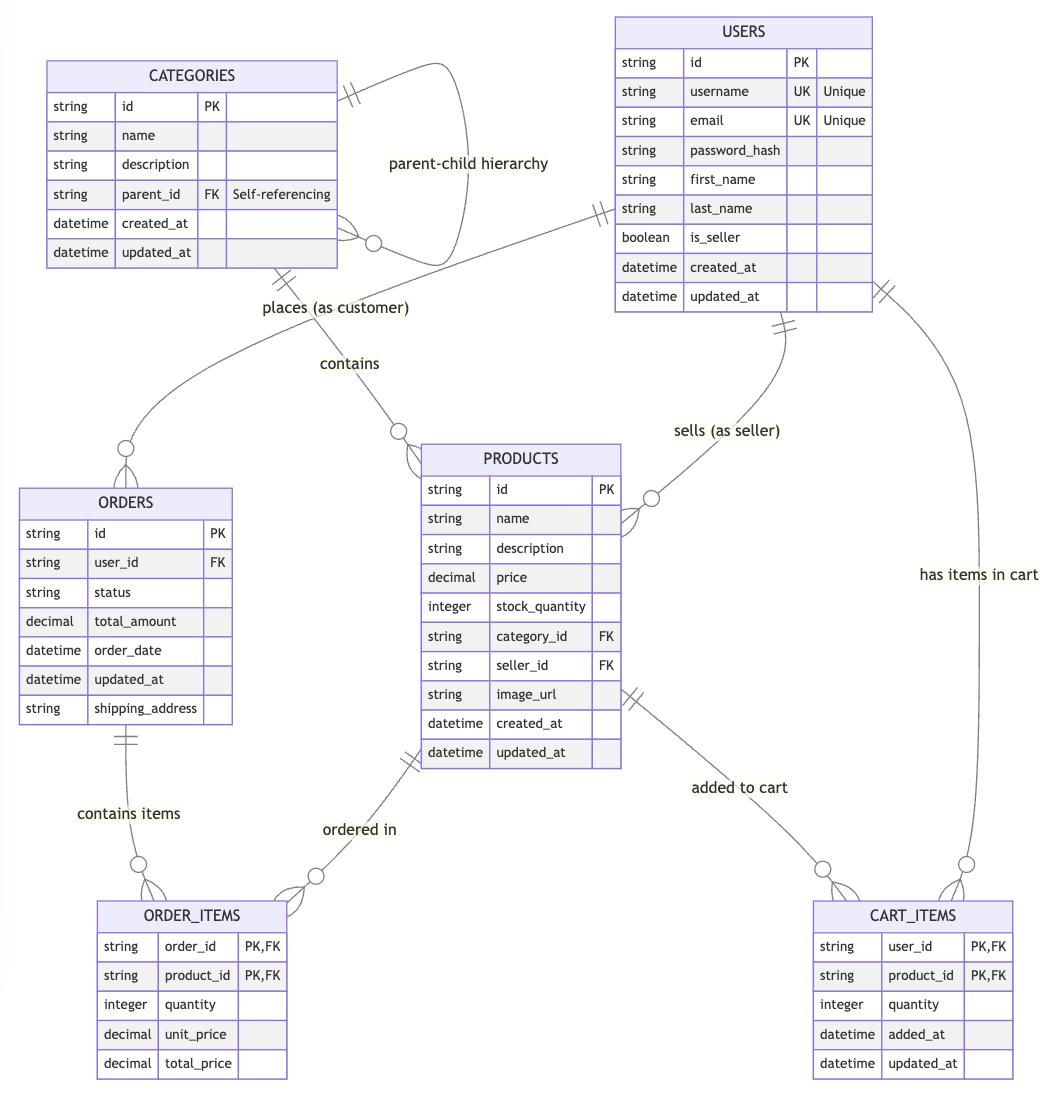 USERS
string id PK
string username UK Unique
string email UK Unique
string password_hash
string first_name
string last_name
boolean is_seller
datetime created_at
datetime updated_at
CATEGORIES
string id PK
string name
string description
string parent_id FK Self-referencing
datetime created_at
datetime updated_at
parent-child hierarchy
places (as customer)
contains
sells (as seller)
PRODUCTS
string id PK
string name
string description
decimal price
integer stock_quantity
string category_id FK
string seller_id FK
string image_url
datetime created_at
datetime updated_at
ORDERS
string id PK
string user_id FK
string status
decimal total_amount
datetime order_date
datetime updated_at
string shipping_address
has items in cart
added to cart
contains items
ordered in
ORDER_ITEMS
string order_id PK,FK
string product_id PK,FK
integer quantity
decimal unit_price
decimal total_price
CART_ITEMS
string user_id PK,FK
string product_id PK,FK
integer quantity
datetime added_at
datetime updated_at